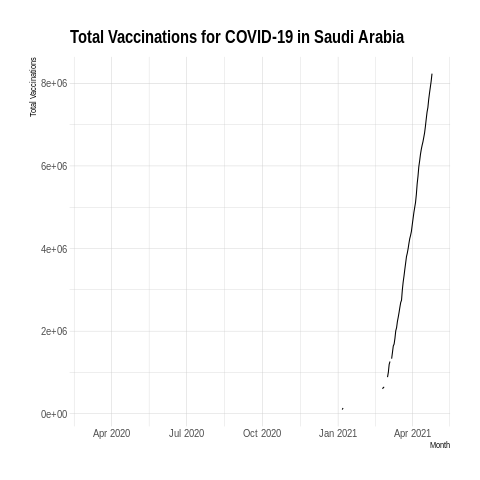 Total Vaccinations for COVID-19 in Saudi Arabia
Total Vaccinations
8e+06
6e+06
4e+06
2e+06
0e+00
Apr 2020 Jul 2020 Oct 2020 Jan 2021 Apr 2021
Month